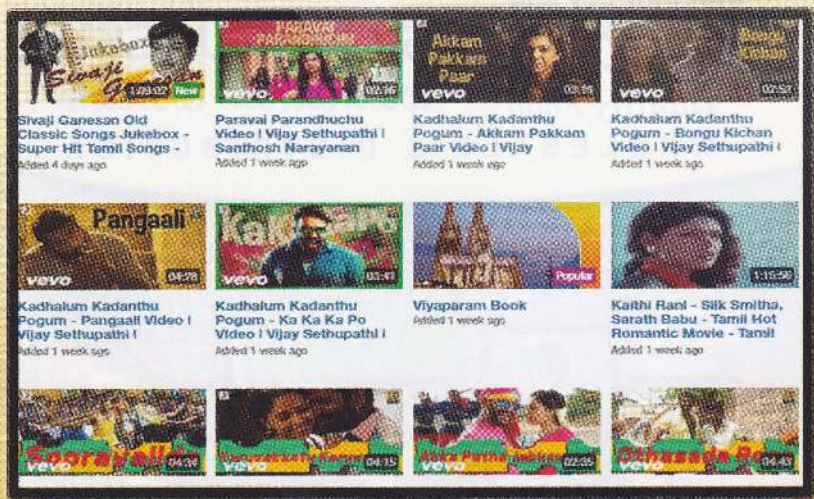 Jukebox
Sivaji
Ganesan
1:09:02 New
Sivaji Ganesan Old
Classic Songs Jukebox -
Super Hit Tamil Songs -
Added 4 days ago
PARAVAI
PARANDHUCHU
vevo 02:16
Paravai Parandhuchu
Video | Vijay Sethupathi |
Santhosh Narayanan
Added 1 week ago
Akkam
Pakkam
Paar
vevo
Kadhalum Kadanthu
Pogum - Akkam Pakkam
Paar Video | Vijay
Added 1 week ago
Bongu
Kichan
vevo 02:52
Kadhalum Kadanthu
Pogum - Bongu Kichan
Video | Vijay Sethupathi |
Added 1 week ago
Pangaali
vevo 04:28
Kadhalum Kadanthu
Pogum - Pangaali Video |
Vijay Sethupathi |
Added 1 week ago
vevo 03:41
Kadhalum Kadanthu
Pogum - Ka Ka Ka Po
Video | Vijay Sethupathi |
Added 1 week ago
Popular
Viyaparam Book
Added 1 week ago
1:15:56
Kaithi Rani - Silk Smitha,
Sarath Babu - Tamil Hot
Romantic Movie - Tamil
Added 1 week ago
Sooravali
vevo 04:34
vevo 04:15
vevo 02:35
Othasada
vevo 04:43